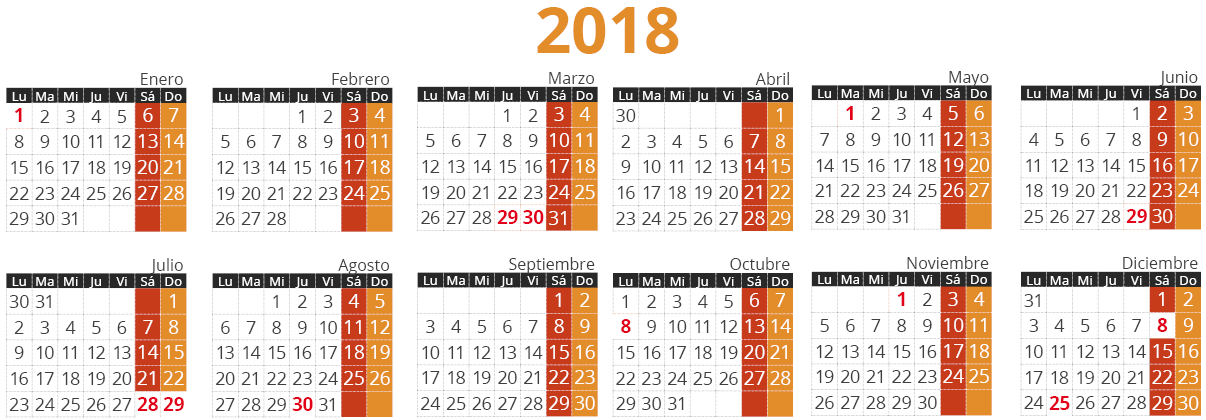 2018
Enero
Lu Ma Mi Ju Vi Sá Do
1 2 3 4 5 6 7
8 9 10 11 12 13 14
15 16 17 18 19 20 21
22 23 24 25 26 27 28
29 30 31
Febrero
Lu Ma Mi Ju Vi Sá Do
1 2 3 4
5 6 7 8 9 10 11
12 13 14 15 16 17 18
19 20 21 22 23 24 25
26 27 28
Marzo
Lu Ma Mi Ju Vi Sá Do
1 2 3 4
5 6 7 8 9 10 11
12 13 14 15 16 17 18
19 20 21 22 23 24 25
26 27 28 29 30 31
Abril
Lu Ma Mi Ju Vi Sá Do
30 1
2 3 4 5 6 7 8
9 10 11 12 13 14 15
16 17 18 19 20 21 22
23 24 25 26 27 28 29
Mayo
Lu Ma Mi Ju Vi Sá Do
1 2 3 4 5 6
7 8 9 10 11 12 13
14 15 16 17 18 19 20
21 22 23 24 25 26 27
28 29 30 31
Junio
Lu Ma Mi Ju Vi Sá Do
1 2 3
4 5 6 7 8 9 10
11 12 13 14 15 16 17
18 19 20 21 22 23 24
25 26 27 28 29 30
Julio
Lu Ma Mi Ju Vi Sá Do
30 31 1
2 3 4 5 6 7 8
9 10 11 12 13 14 15
16 17 18 19 20 21 22
23 24 25 26 27 28 29
Agosto
Lu Ma Mi Ju Vi Sá Do
1 2 3 4 5
6 7 8 9 10 11 12
13 14 15 16 17 18 19
20 21 22 23 24 25 26
27 28 29 30 31
Septiembre
Lu Ma Mi Ju Vi Sá Do
1 2
3 4 5 6 7 8 9
10 11 12 13 14 15 16
17 18 19 20 21 22 23
24 25 26 27 28 29 30
Octubre
Lu Ma Mi Ju Vi Sá Do
1 2 3 4 5 6 7
8 9 10 11 12 13 14
15 16 17 18 19 20 21
22 23 24 25 26 27 28
29 30 31
Noviembre
Lu Ma Mi Ju Vi Sá Do
1 2 3 4
5 6 7 8 9 10 11
12 13 14 15 16 17 18
19 20 21 22 23 24 25
26 27 28 29 30
Diciembre
Lu Ma Mi Ju Vi Sá Do
31 1 2
3 4 5 6 7 8 9
10 11 12 13 14 15 16
17 18 19 20 21 22 23
24 25 26 27 28 29 30